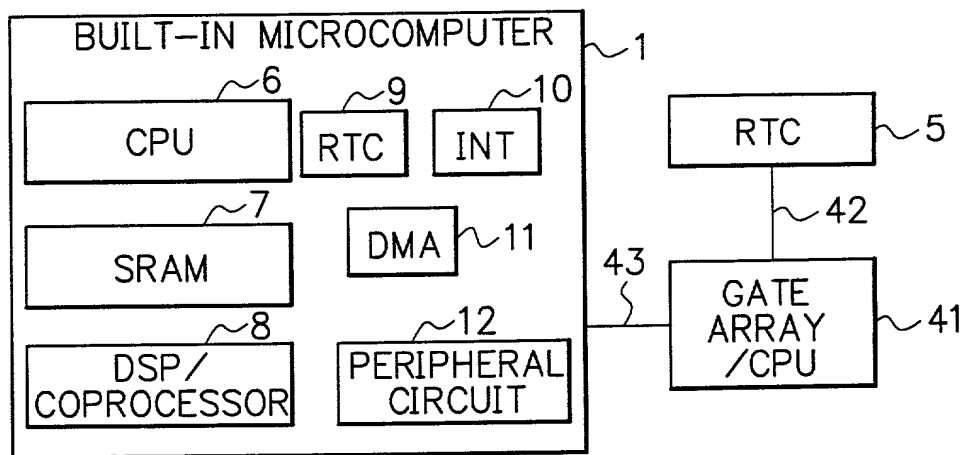 BUILT-IN MICROCOMPUTER
1
6
CPU
9
RTC
10
INT
RTC
5
7
SRAM
DMA
11
42
43
GATE
ARRAY
/CPU
41
8
DSP/
COPROCESSOR
12
PERIPHERAL
CIRCUIT